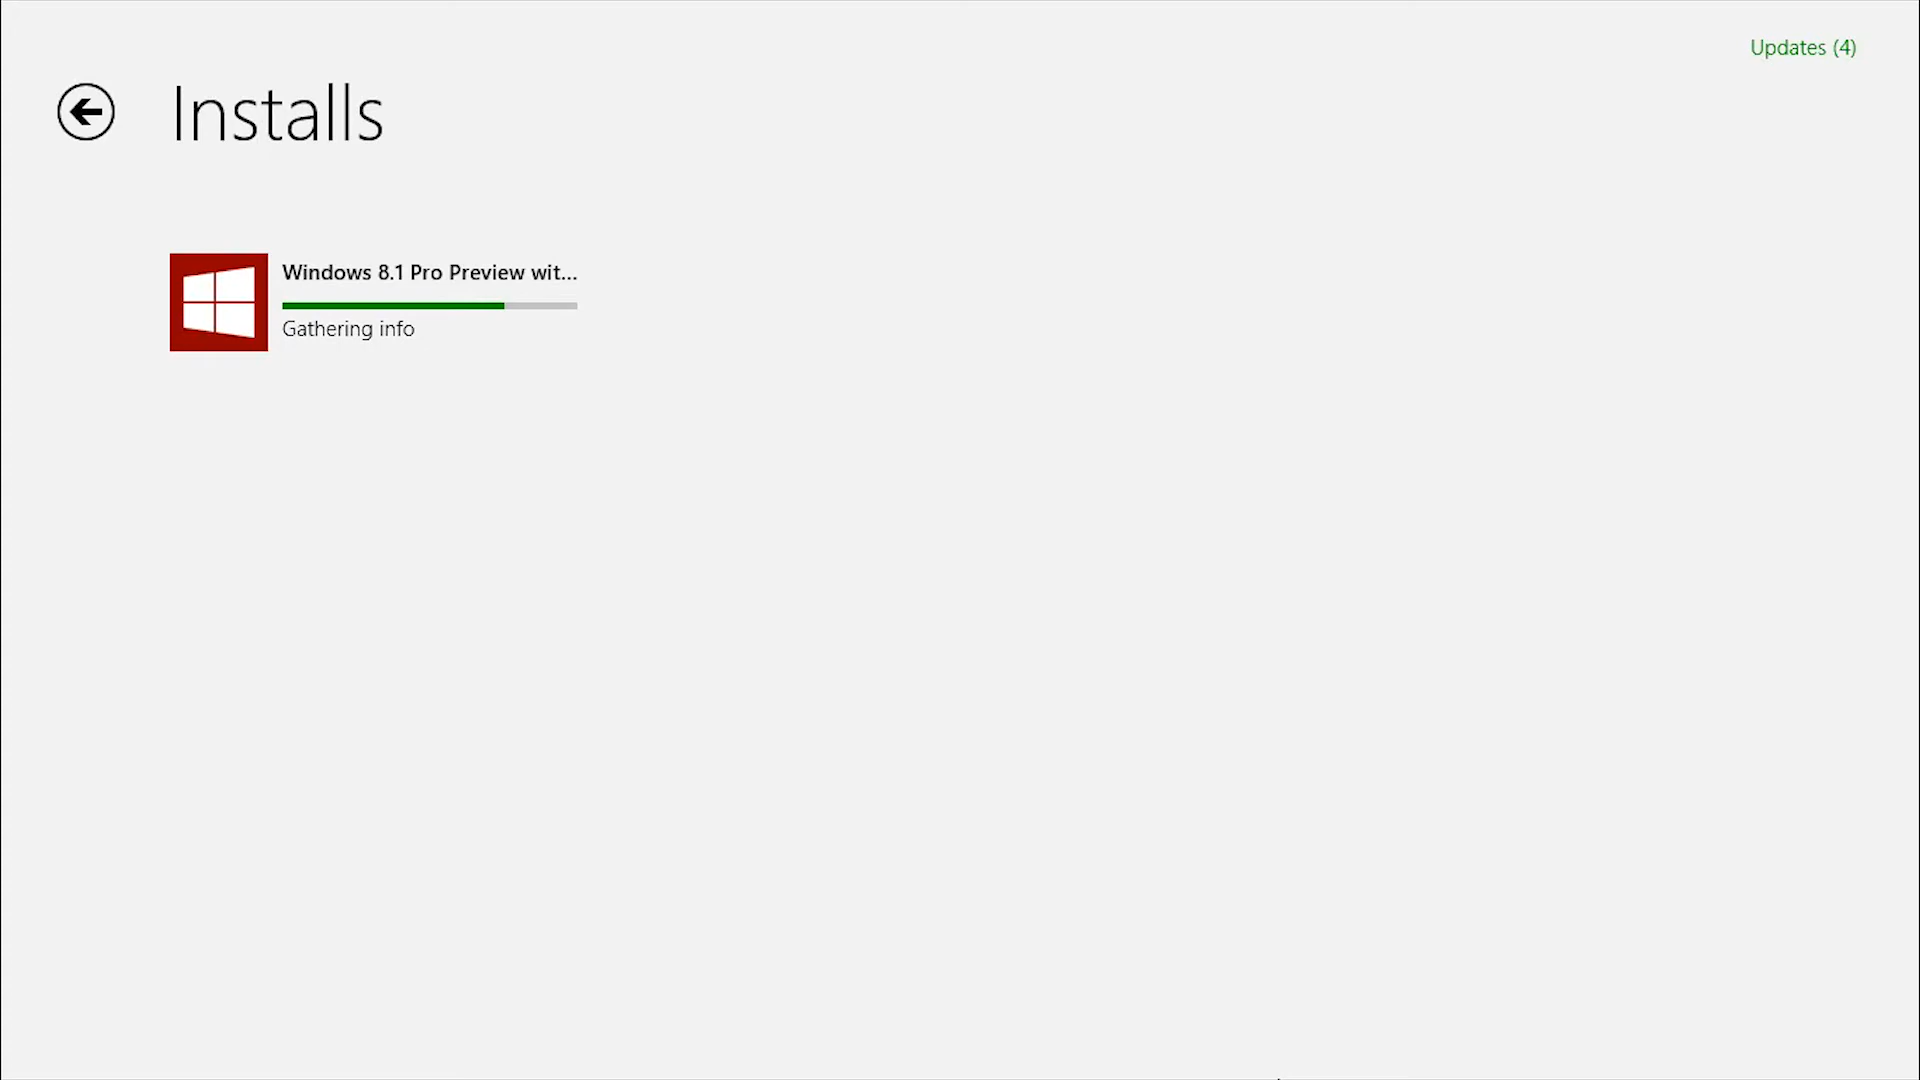 Updates (4)
Installs
Windows 8.1 Pro Preview wit...
Gathering info